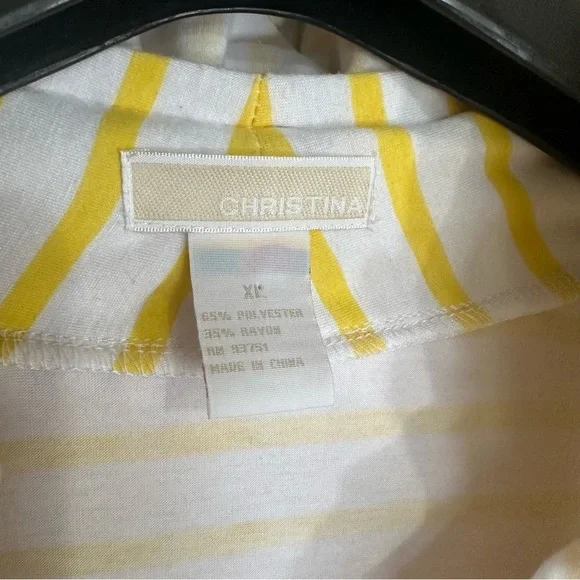 CHRISTINA
XL
65% POLYESTER
35% RAYON
RN 93751
MADE IN CHINA